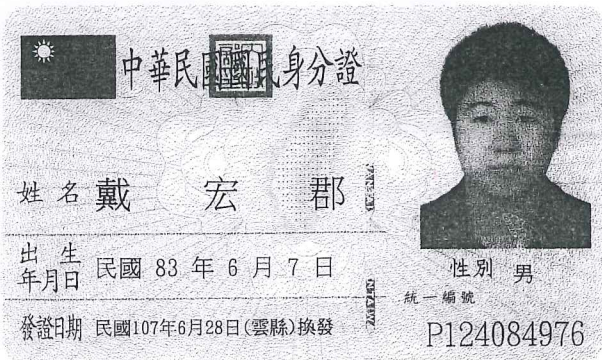 中華民國國民身分證
姓名 戴宏郡
出生年月日 民國 83 年 6 月 7 日
性別 男
統一編號
發證日期 民國107年6月28日(雲縣)換發
P124084976